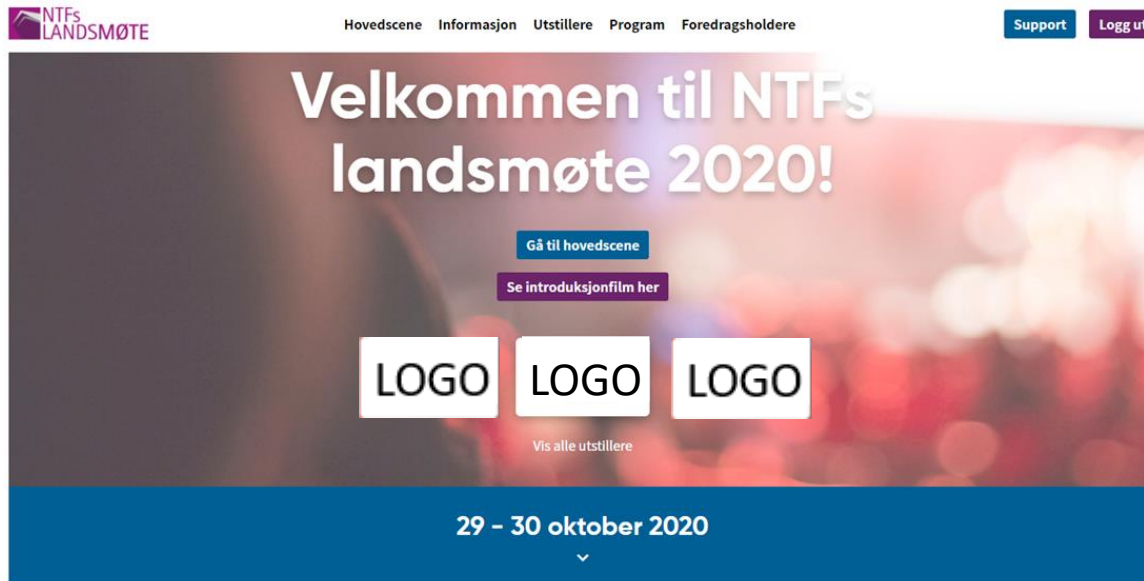 NTFs
LANDSMØTE
Hovedscene Informasjon Utstillere Program Foredragsholdere
Support Logg ut
Velkommen til NTFs
landsmøte 2020!
Gå til hovedscene
Se introduksjonfilm her
LOGO LOGO LOGO
Vis alle utstillere
29 - 30 oktober 2020